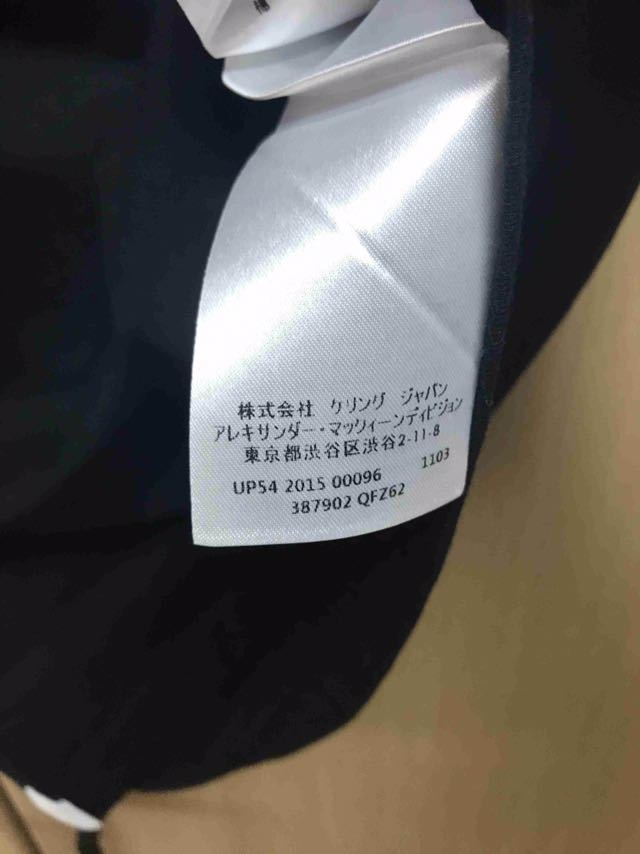 株式会社 ケリング ジャパン
アレキサンダー・マックィーンディビジョン
東京都渋谷区渋谷2-11-8
1103
UP54 2015 00096
387902 QFZ62